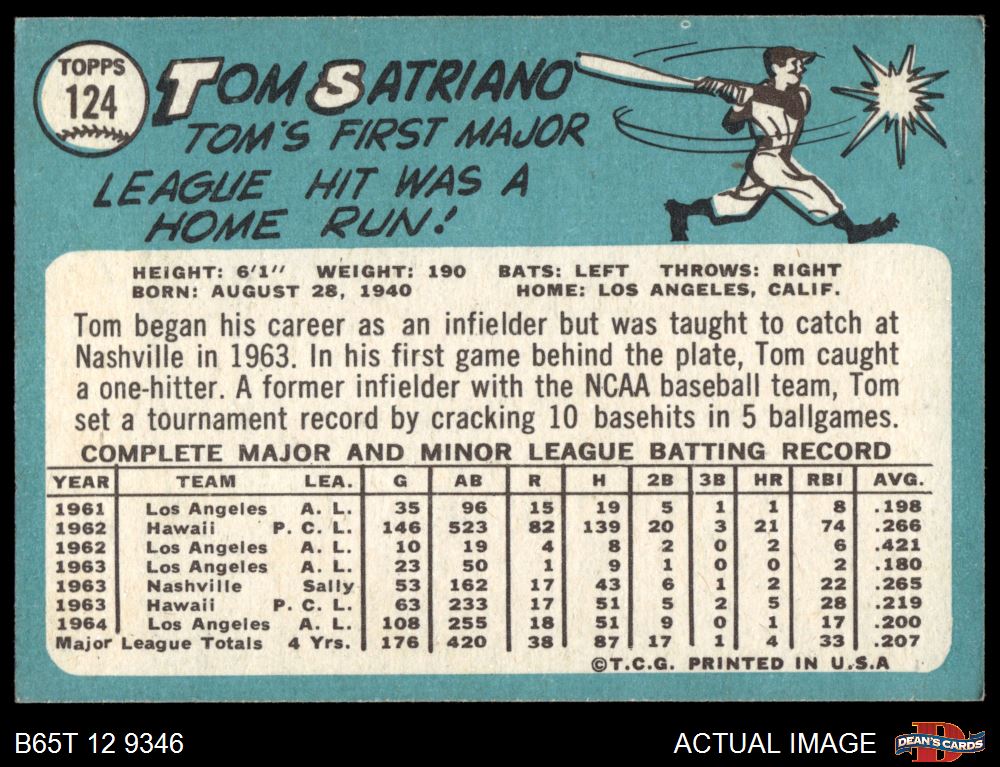 TOPPS
124
TOM SATRIANO
TOM'S FIRST MAJOR
LEAGUE HIT WAS A
HOME RUN!
HEIGHT: 6'1" WEIGHT: 190 BATS: LEFT THROWS: RIGHT
BORN: AUGUST 28, 1940 HOME: LOS ANGELES, CALIF.
Tom began his career as an infielder but was taught to catch at
Nashville in 1963. In his first game behind the plate, Tom caught
a one-hitter. A former infielder with the NCAA baseball team, Tom
set a tournament record by cracking 10 basehits in 5 ballgames.
COMPLETE MAJOR AND MINOR LEAGUE BATTING RECORD
YEAR TEAM LEA. G AB R H 2B 3B HR RBI AVG.
1961 Los Angeles A. L. 35 96 15 19 5 1 1 8 .198
1962 Hawaii P. C. L. 146 523 82 139 20 3 21 74 .266
1962 Los Angeles A. L. 10 19 4 8 2 0 2 6 .421
1963 Los Angeles A. L. 23 50 1 9 1 0 0 2 .180
1963 Nashville Sally 53 162 17 43 6 1 2 22 .265
1963 Hawaii P. C. L. 63 233 17 51 5 2 5 28 .219
1964 Los Angeles A. L. 108 255 18 51 9 0 1 17 .200
Major League Totals 4 Yrs. 176 420 38 87 17 1 4 33 .207
©T.C.G. PRINTED IN U.S.A
B65T 12 9346 ACTUAL IMAGE DEAN'S CARDS